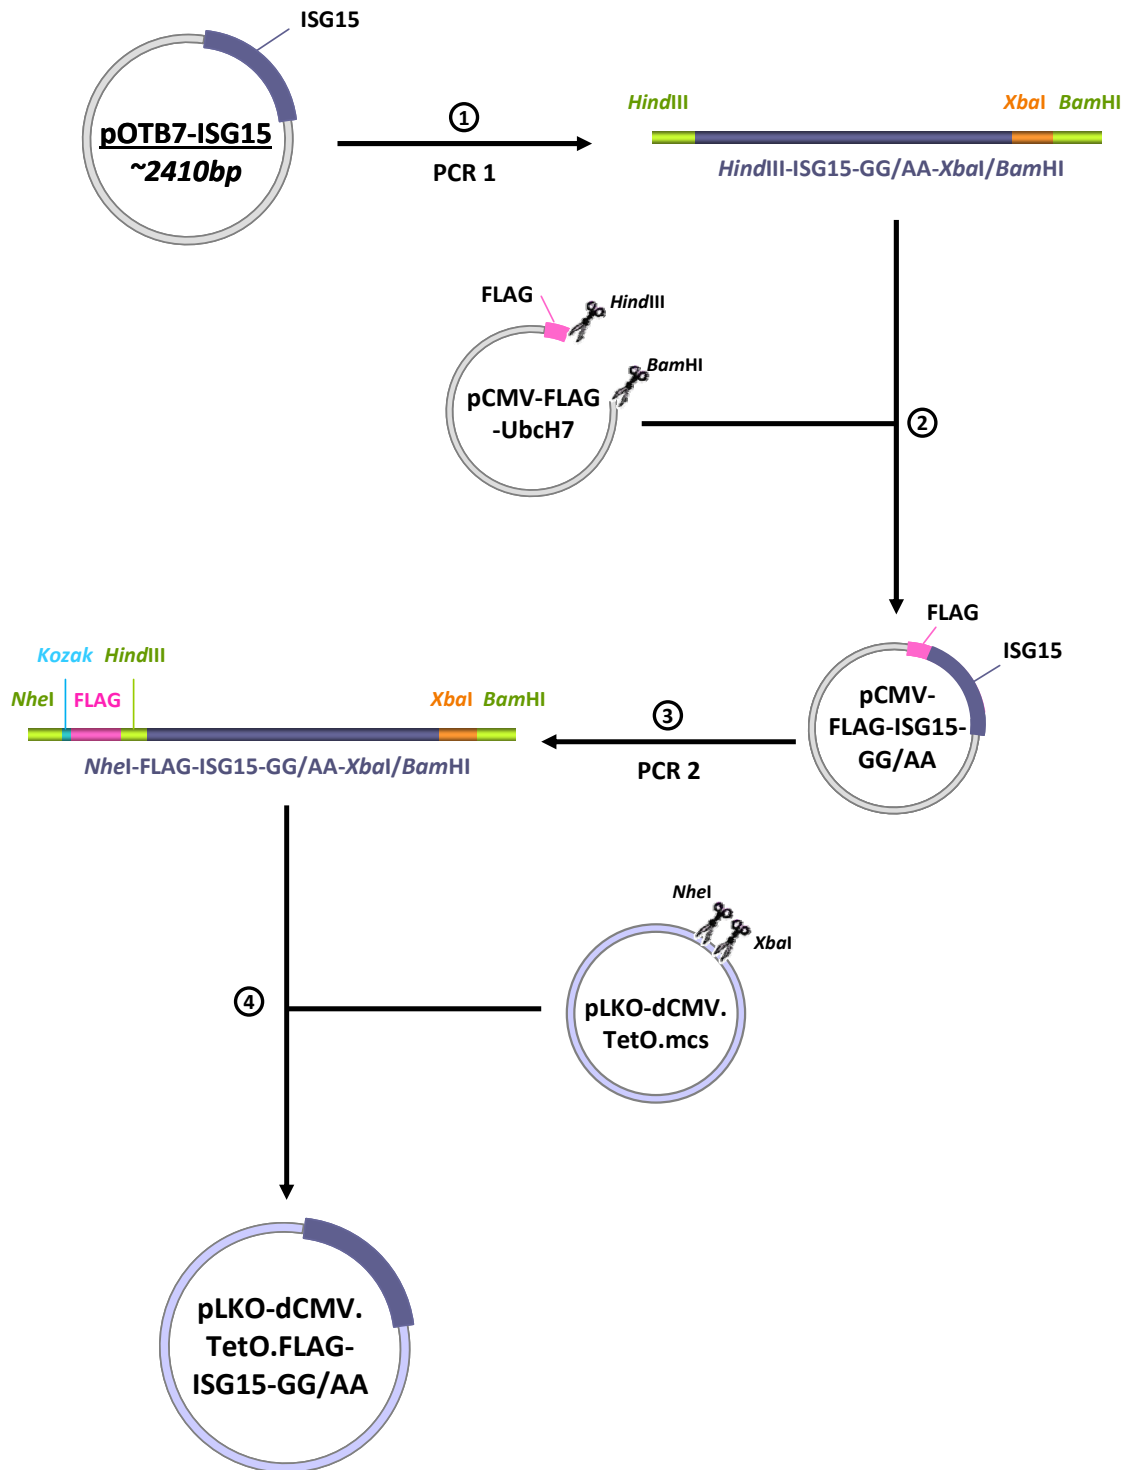 ISG15
pOTB7-ISG15
~2410bp
1
PCR 1
HindIII
XbaI BamHI
HindIII-ISG15-GG/AA-XbaI/BamHI
FLAG
HindIII
BamHI
pCMV-FLAG
-UbcH7
2
FLAG
ISG15
pCMV-
FLAG-ISG15-
GG/AA
3
PCR 2
Kozak HindIII
NheI FLAG
XbaI BamHI
NheI-FLAG-ISG15-GG/AA-XbaI/BamHI
NheI
XbaI
pLKO-dCMV.
TetO.mcs
4
pLKO-dCMV.
TetO.FLAG-
ISG15-GG/AA